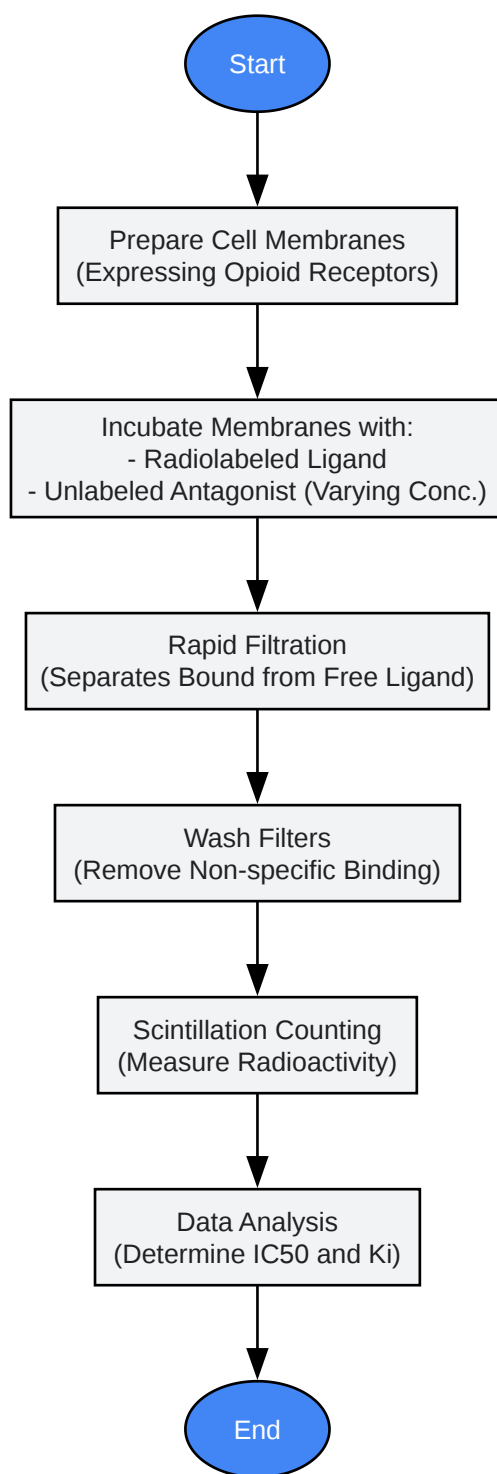 Start
Prepare Cell Membranes
(Expressing Opioid Receptors)
Incubate Membranes with:
- Radiolabeled Ligand
- Unlabeled Antagonist (Varying Conc.)
Rapid Filtration
(Separates Bound from Free Ligand)
Wash Filters
(Remove Non-specific Binding)
Scintillation Counting
(Measure Radioactivity)
Data Analysis
(Determine IC50 and Ki)
End